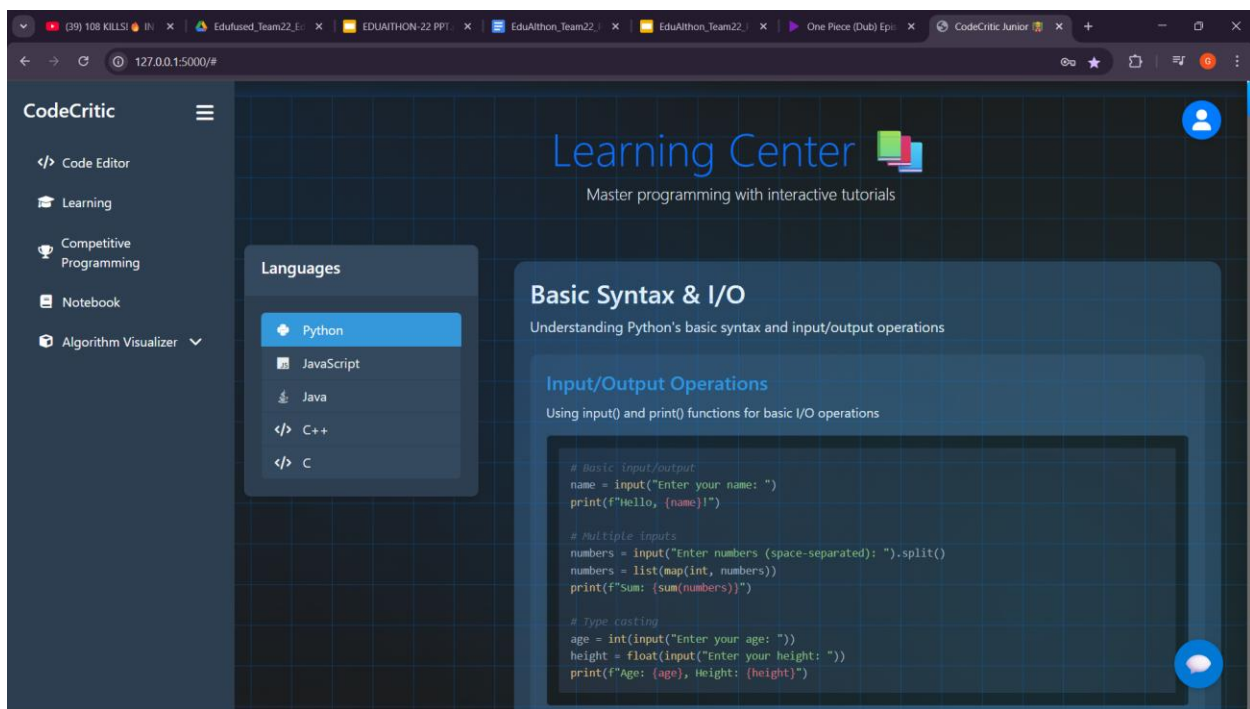 (39) 108 KILLS! IN
Edufused_Team22_Ed
EDUAITHON-22 PPT.
EduAIthon_Team22_
EduAIthon_Team22_
One Piece (Dub) Epi
CodeCritic Junior
127.0.0.1:5000/#
G
CodeCritic
</> Code Editor
Learning
Competitive
Programming
Notebook
Algorithm Visualizer
Learning Center
Master programming with interactive tutorials
Languages
Python
JS JavaScript
Java
</> C++
</> C
Basic Syntax & I/O
Understanding Python's basic syntax and input/output operations
Input/Output Operations
Using input() and print() functions for basic I/O operations
# Basic input/output
name = input("Enter your name: ")
print(f"Hello, {name}!")
# Multiple inputs
numbers = input("Enter numbers (space-separated): ").split()
numbers = list(map(int, numbers))
print(f"Sum: {sum(numbers)}")
# Type casting
age = int(input("Enter your age: "))
height = float(input("Enter your height: "))
print(f"Age: {age}, Height: {height}")